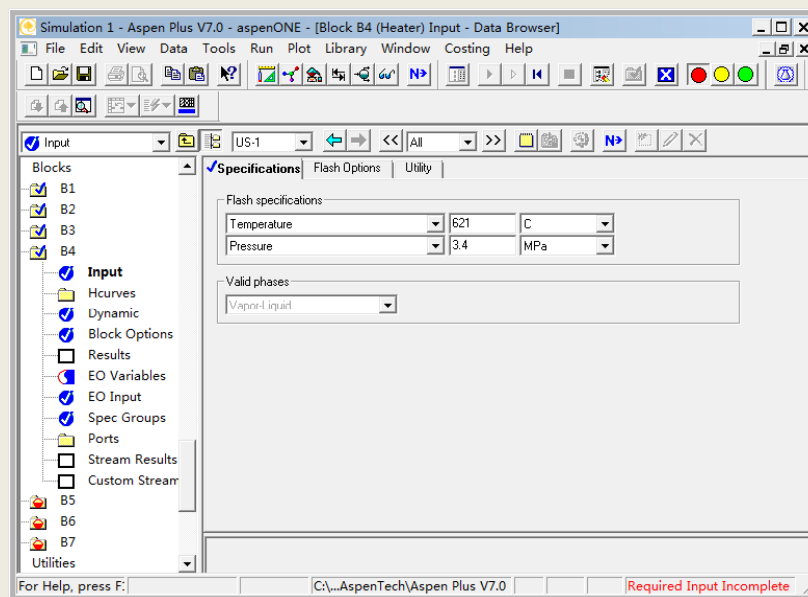 Simulation 1 - Aspen Plus V7.0 - aspenONE - [Block B4 (Heater) Input - Data Browser]
File Edit View Data Tools Run Plot Library Window Costing Help
N>
Input US-1 << All >> N>
Blocks
B1
B2
B3
B4
Input
Hcurves
Dynamic
Block Options
Results
EO Variables
EO Input
Spec Groups
Ports
Stream Results
Custom Stream
B5
B6
B7
Utilities
Specifications Flash Options Utility
Flash specifications
Temperature 621 C
Pressure 3.4 MPa
Valid phases
Vapor-Liquid
For Help, press F: C:\...AspenTech\Aspen Plus V7.0 Required Input Incomplete